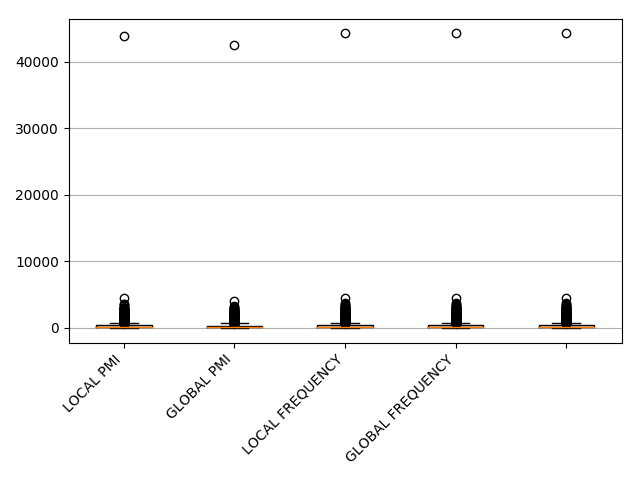 40000
30000
20000
10000
0
LOCAL PMI
GLOBAL PMI
LOCAL FREQUENCY
GLOBAL FREQUENCY